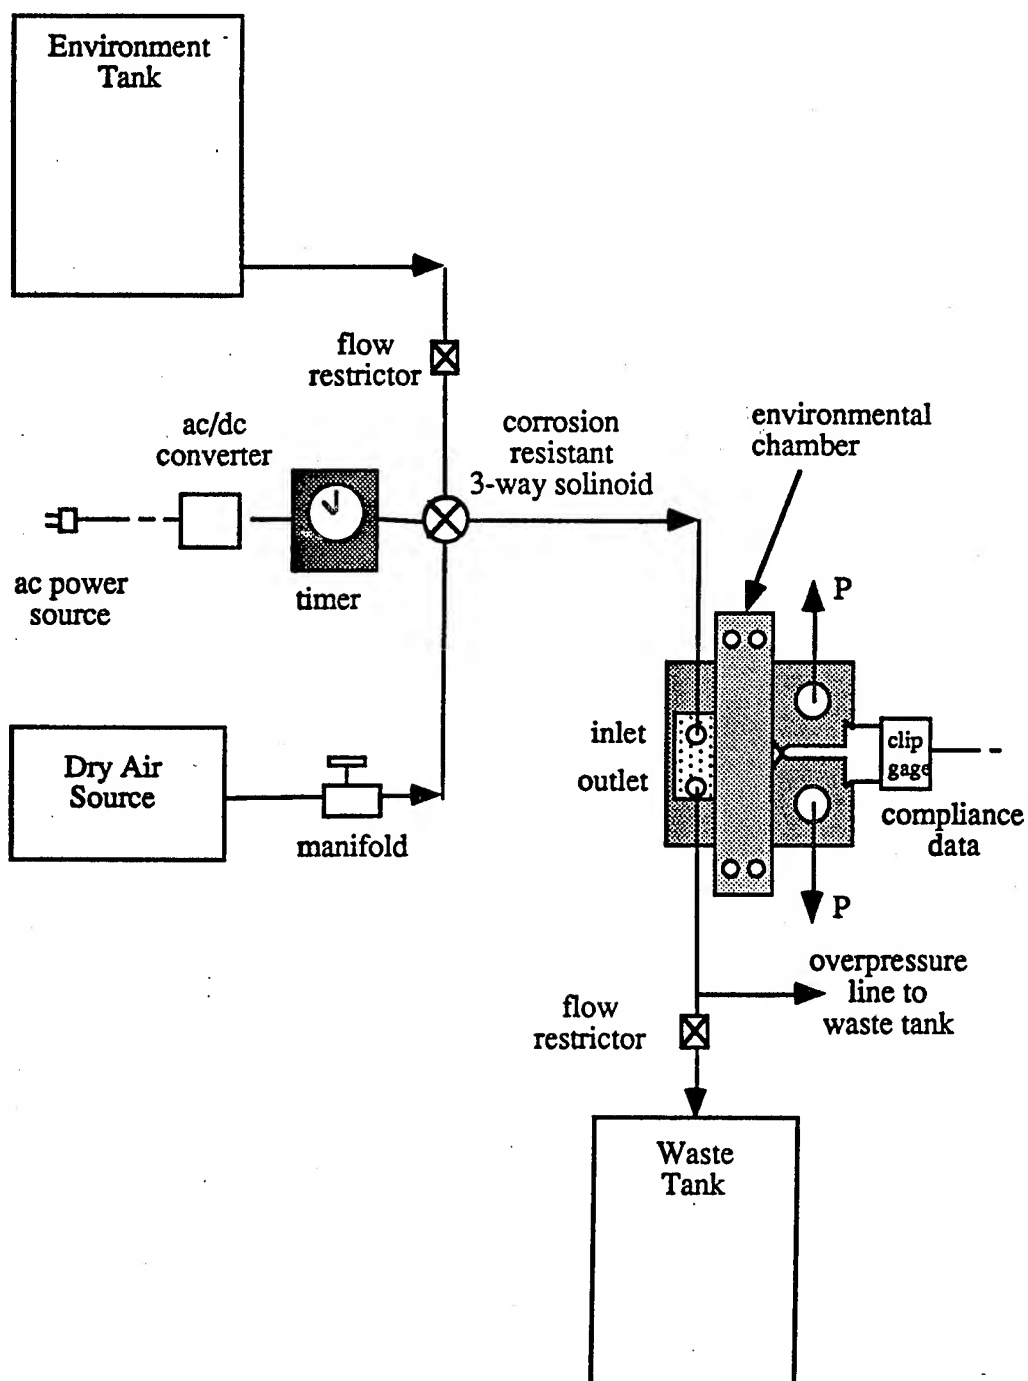 Environment
Tank
flow
restrictor
ac/dc
converter
corrosion
resistant
3-way solinoid
environmental
chamber
ac power
source
timer
P
inlet
outlet
clip
gage
compliance
data
Dry Air
Source
manifold
P
overpressure
line to
waste tank
flow
restrictor
Waste
Tank